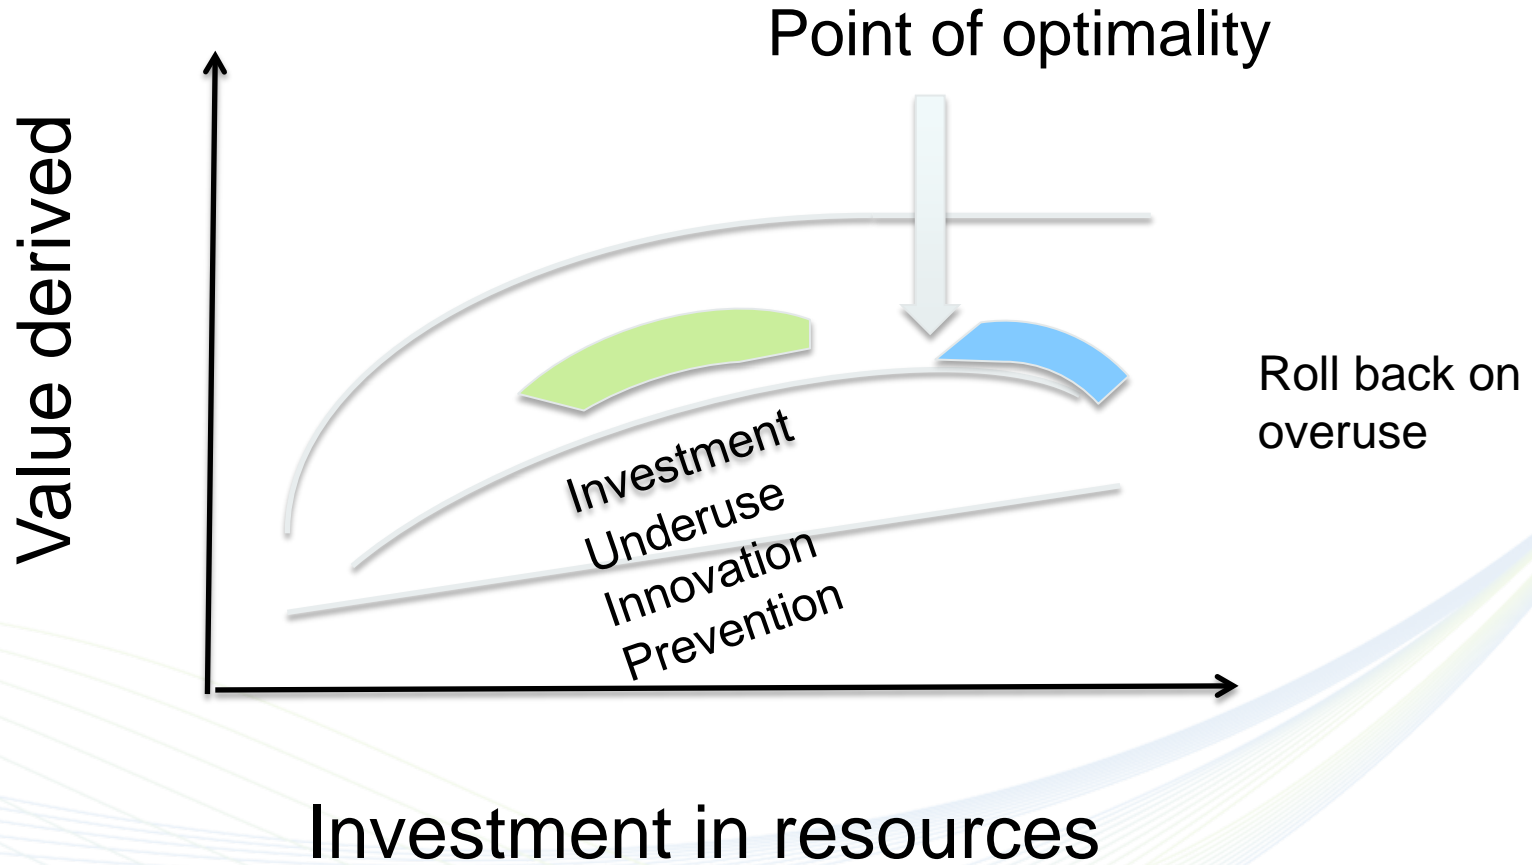 Point of optimality
Value derived
Roll back on
overuse
Investment
Underuse
Innovation
Prevention
Investment in resources